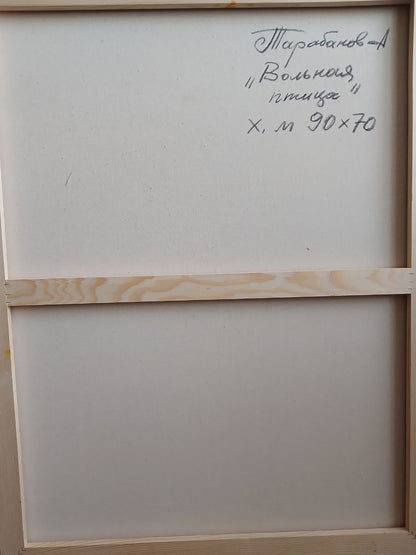 Тарабанов-А
„Вольная
птица"
х. м 90×70